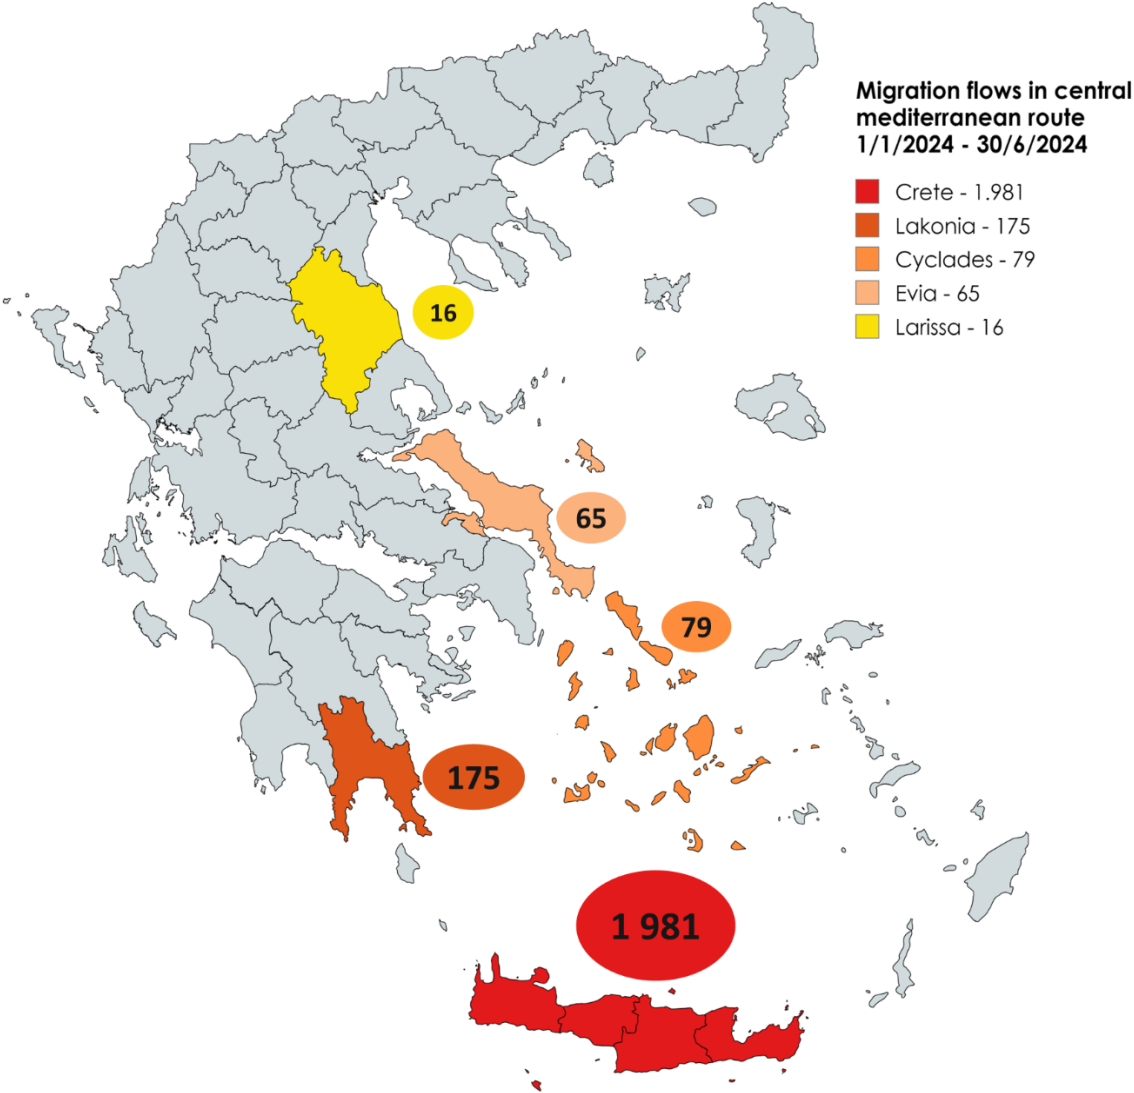 Migration flows in central
mediterranean route
1/1/2024 - 30/6/2024
Crete - 1.981
Lakonia - 175
Cyclades - 79
Evia - 65
Larissa - 16
16
65
79
175
1 981